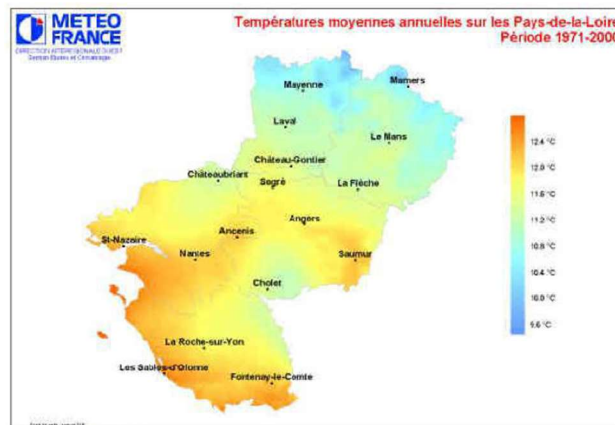 METEO
FRANCE
DIRECTION INTERREGIONALE OUEST
Températures moyennes annuelles sur les Pays-de-la-Loire
Période 1971-2000
Mayenne
Mamers
Laval
Le Mans
Château-Gontier
Châteaubriant
Segré
La Flèche
Angers
Ancenis
St-Nazaire
Nantes
Saumur
Cholet
La Roche-sur-Yon
Les Sables-d'Olonne
Fontenay-le-Comte
12.4 °C
12.0 °C
11.6 °C
11.2 °C
10.8 °C
10.4 °C
10.0 °C
9.6 °C